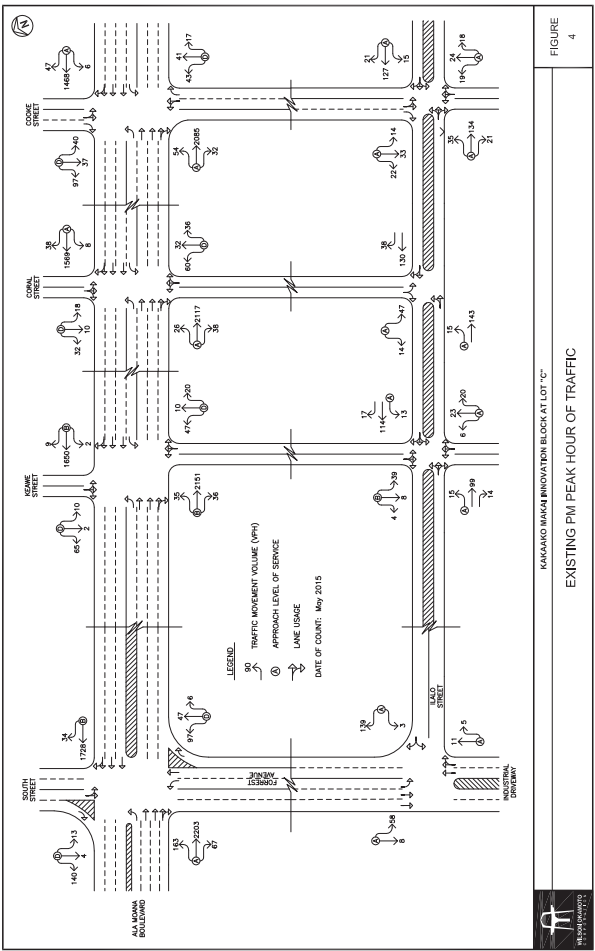 SOUTH
STREET
KEAWE
STREET
CORAL
STREET
COOKE
STREET
N
140
4
13
D
34
1728
B
65
2
10
D
9
1650
B
2
32
10
18
D
38
1569
A
8
97
37
40
D
47
1468
A
6
ALA MOANA
BOULEVARD
163
2203
A
67
97
47
6
D
35
2151
B
36
47
10
20
D
26
2117
A
38
60
32
36
D
54
2085
A
32
43
41
17
D
FORREST
AVENUE
LEGEND
90
TRAFFIC MOVEMENT VOLUME (VPH)
A
APPROACH LEVEL OF SERVICE
LANE USAGE
DATE OF COUNT: May 2015
A
8
58
139
A
3
B
4
8
39
17
114
A
13
A
14
47
38
130
A
22
33
14
21
127
A
15
ILALO
STREET
11
5
A
15
99
A
14
6
23
20
A
15
143
A
35
134
A
21
19
24
18
A
INDUSTRIAL
DRIVEWAY
WILSON OKAMOTO
CORPORATION
KAKAAKO MAKAI INNOVATION BLOCK AT LOT "C"
EXISTING PM PEAK HOUR OF TRAFFIC
FIGURE
4